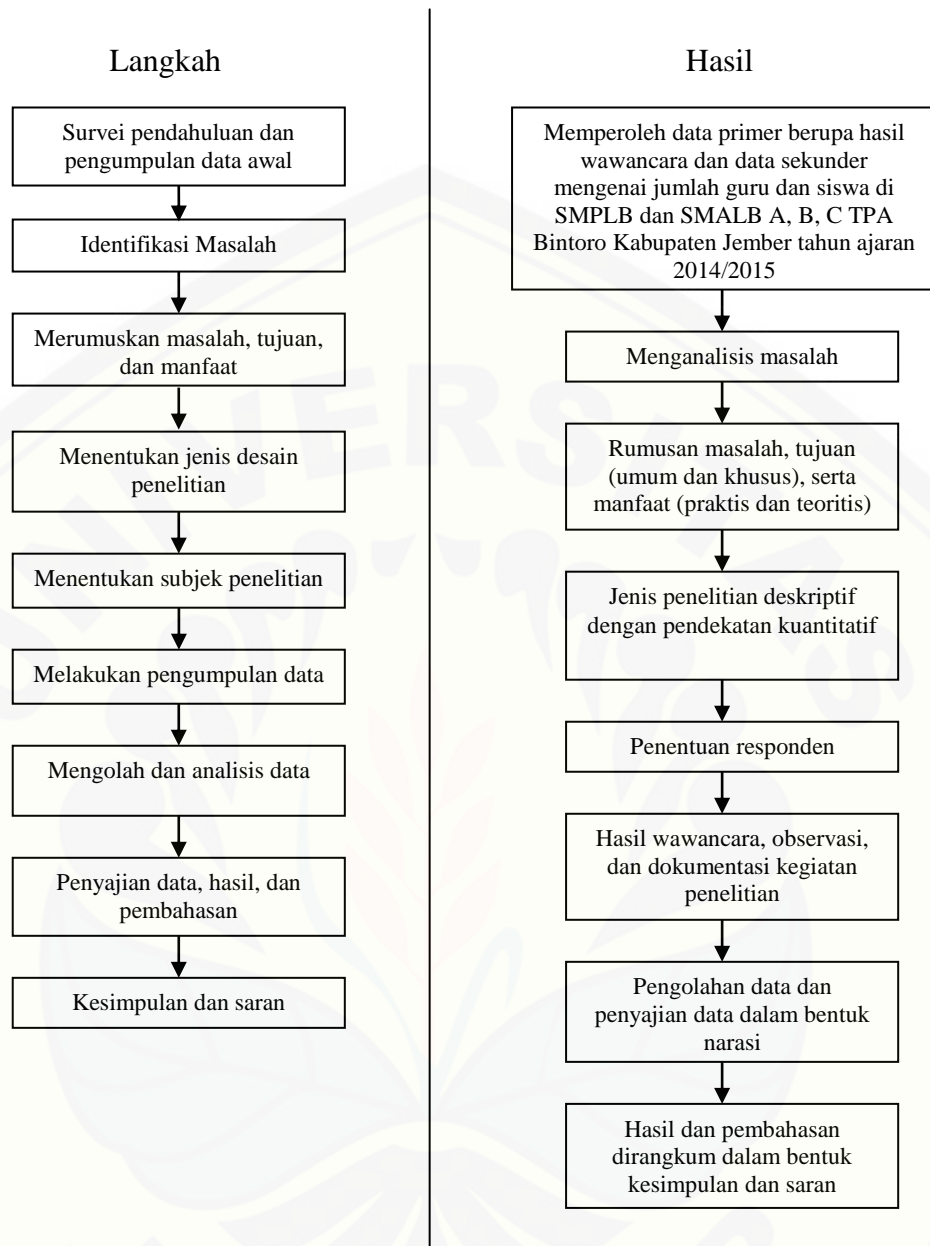 Langkah
Survei pendahuluan dan
pengumpulan data awal
Identifikasi Masalah
Merumuskan masalah, tujuan,
dan manfaat
Menentukan jenis desain
penelitian
Menentukan subjek penelitian
Melakukan pengumpulan data
Mengolah dan analisis data
Penyajian data, hasil, dan
pembahasan
Kesimpulan dan saran
Hasil
Memperoleh data primer berupa hasil
wawancara dan data sekunder
mengenai jumlah guru dan siswa di
SMPLB dan SMALB A, B, C TPA
Bintoro Kabupaten Jember tahun ajaran
2014/2015
Menganalisis masalah
Rumusan masalah, tujuan
(umum dan khusus), serta
manfaat (praktis dan teoritis)
Jenis penelitian deskriptif
dengan pendekatan kuantitatif
Penentuan responden
Hasil wawancara, observasi,
dan dokumentasi kegiatan
penelitian
Pengolahan data dan
penyajian data dalam bentuk
narasi
Hasil dan pembahasan
dirangkum dalam bentuk
kesimpulan dan saran
UNIVERSITAS